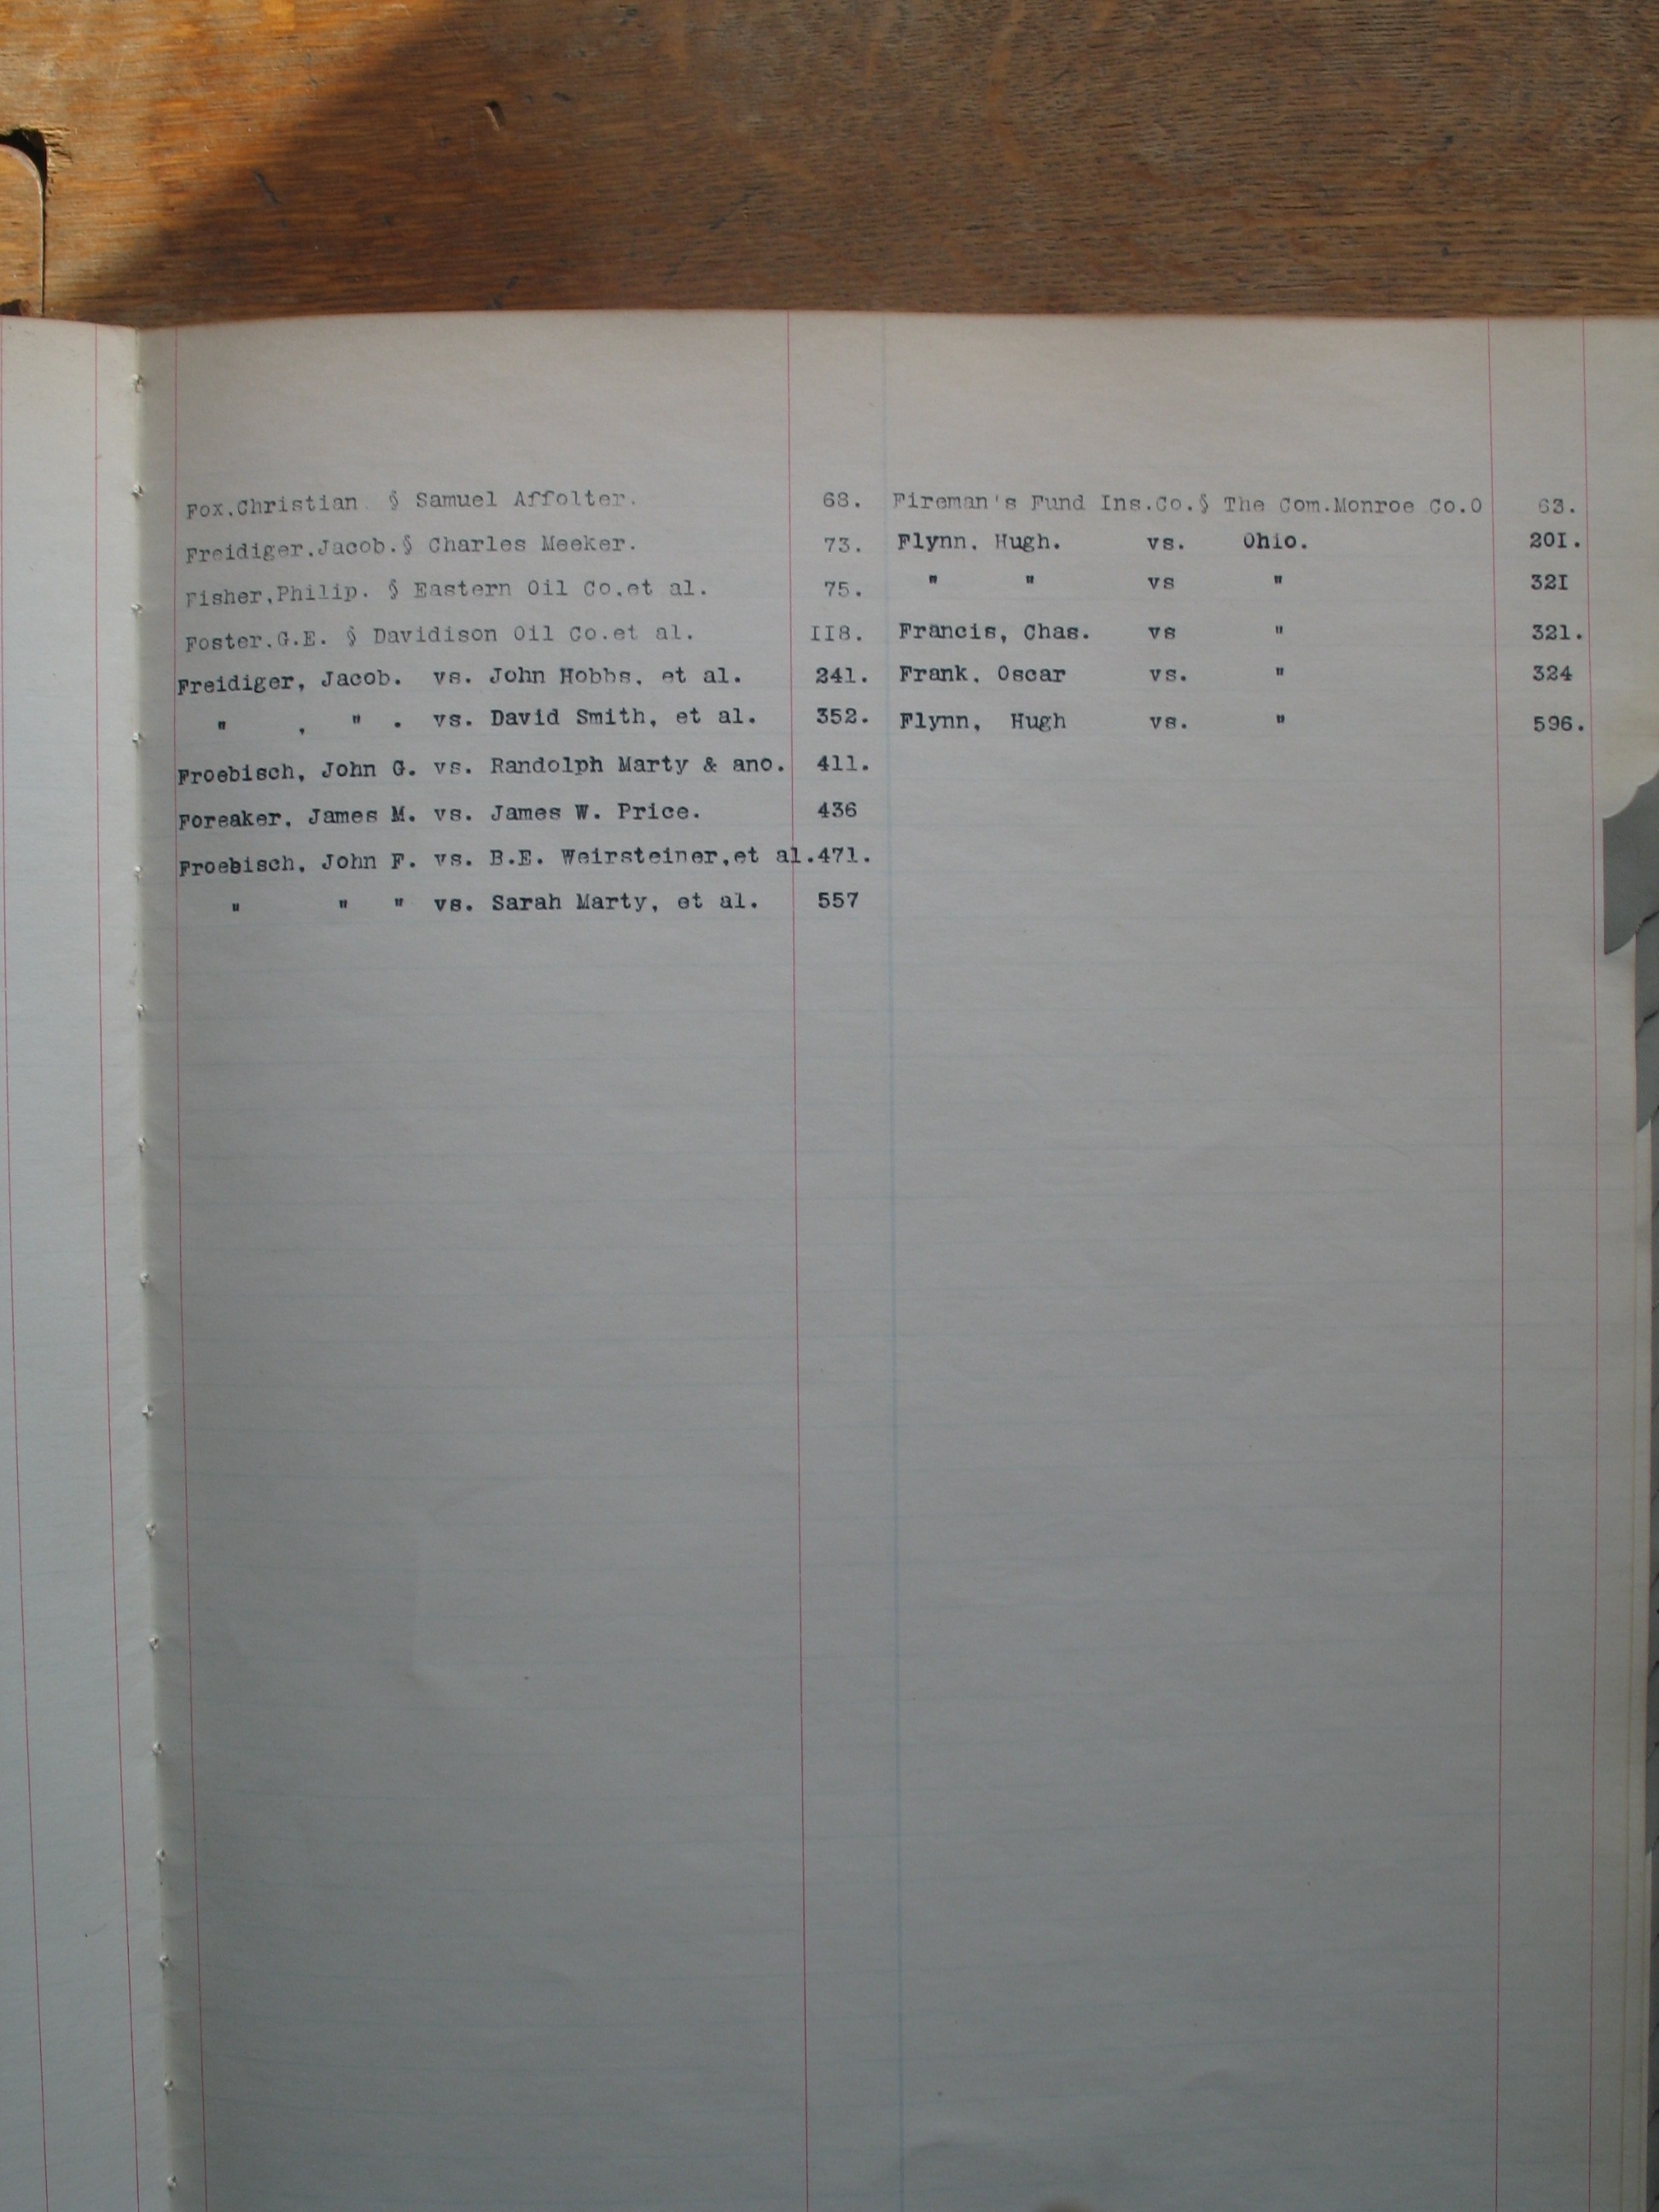 Fox.Christian. § Samuel Affolter. 68.
Freidiger.Jacob.§ Charles Meeker. 73.
Fisher,Philip. § Eastern Oil Co.et al. 75.
Foster.G.E. § Davidison Oil Co.et al. II8.
Freidiger, Jacob. vs. John Hobbs, et al. 241.
" , " . vs. David Smith, et al. 352.
Froebisch, John G. vs. Randolph Marty & ano. 411.
Foreaker, James M. vs. James W. Price. 436
Froebisch, John F. vs. B.E. Weirsteiner,et al.471.
" " " vs. Sarah Marty, et al. 557
Fireman's Fund Ins.Co.§ The Com.Monroe Co.O 63.
Flynn, Hugh. vs. Ohio. 20I.
" " vs " 32I
Francis, Chas. vs " 321.
Frank, Oscar vs. " 324
Flynn, Hugh vs. " 596.